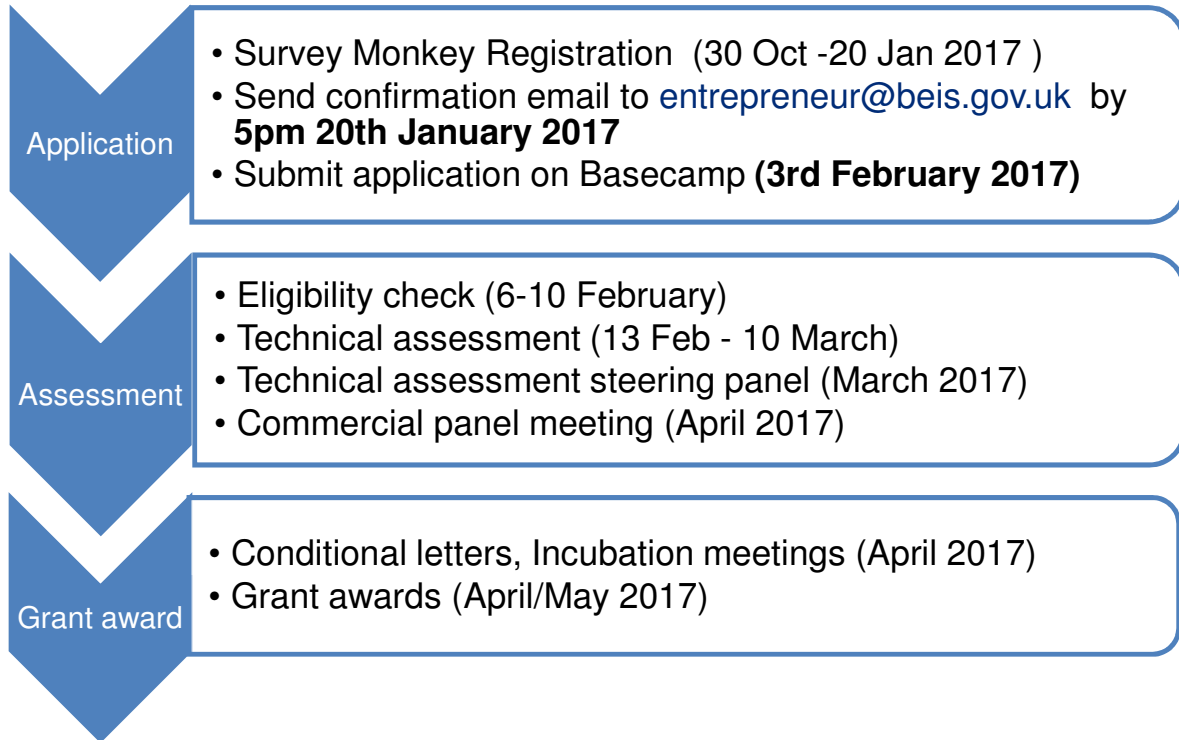 Application
• Survey Monkey Registration (30 Oct -20 Jan 2017 )
• Send confirmation email to entrepreneur@beis.gov.uk by
5pm 20th January 2017
• Submit application on Basecamp (3rd February 2017)
Assessment
• Eligibility check (6-10 February)
• Technical assessment (13 Feb - 10 March)
• Technical assessment steering panel (March 2017)
• Commercial panel meeting (April 2017)
Grant award
• Conditional letters, Incubation meetings (April 2017)
• Grant awards (April/May 2017)